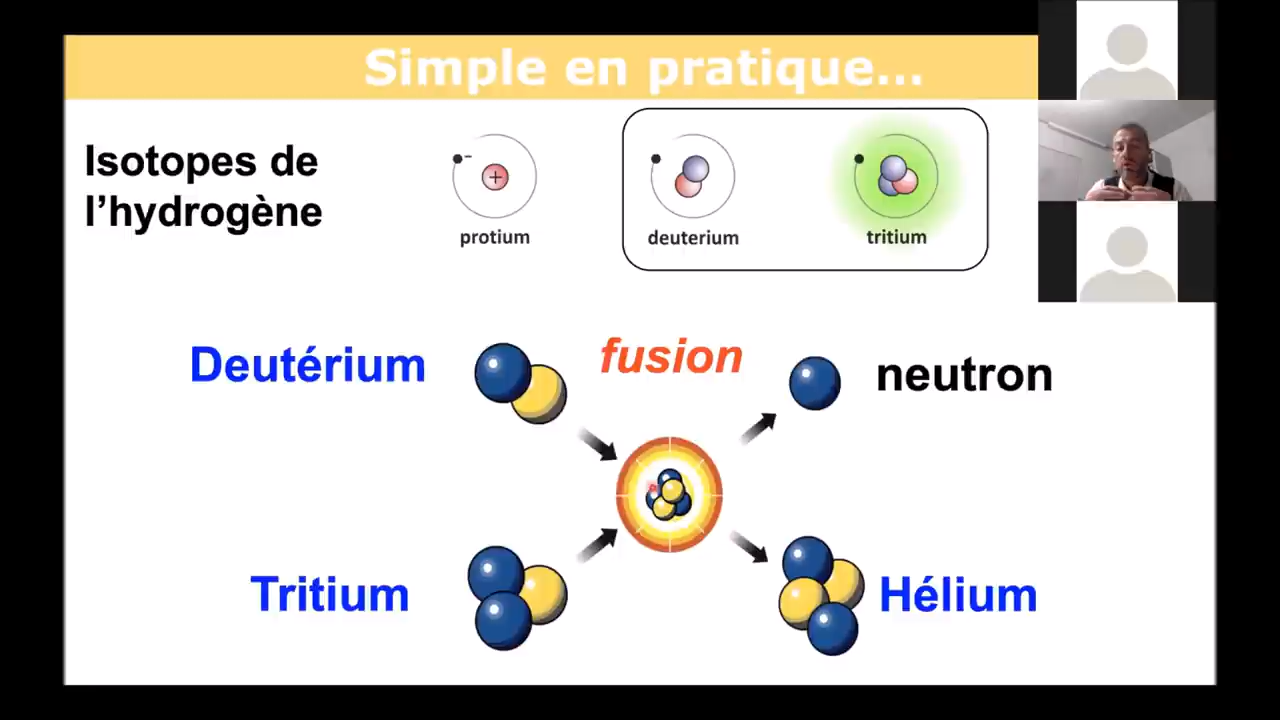 Simple en pratique...
Isotopes de
l'hydrogène
protium
deuterium
tritium
Deutérium
fusion
neutron
Tritium
Hélium